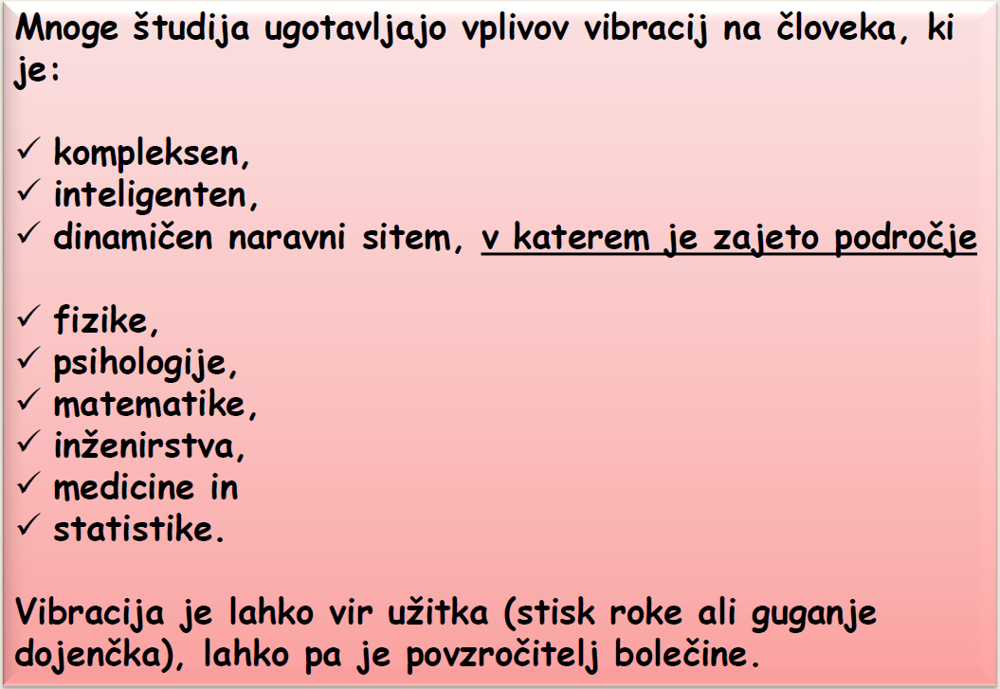 Mnoge študija ugotavljajo vplivov vibracij na človeka, ki
je:
✓ kompleksen,
✓ inteligenten,
✓ dinamičen naravni sitem, v katerem je zajeto področje
✓ fizike,
✓ psihologije,
✓ matematike,
✓ inženirstva,
✓ medicine in
✓ statistike.
Vibracija je lahko vir užitka (stisk roke ali guganje
dojenčka), lahko pa je povzročitelj bolečine.